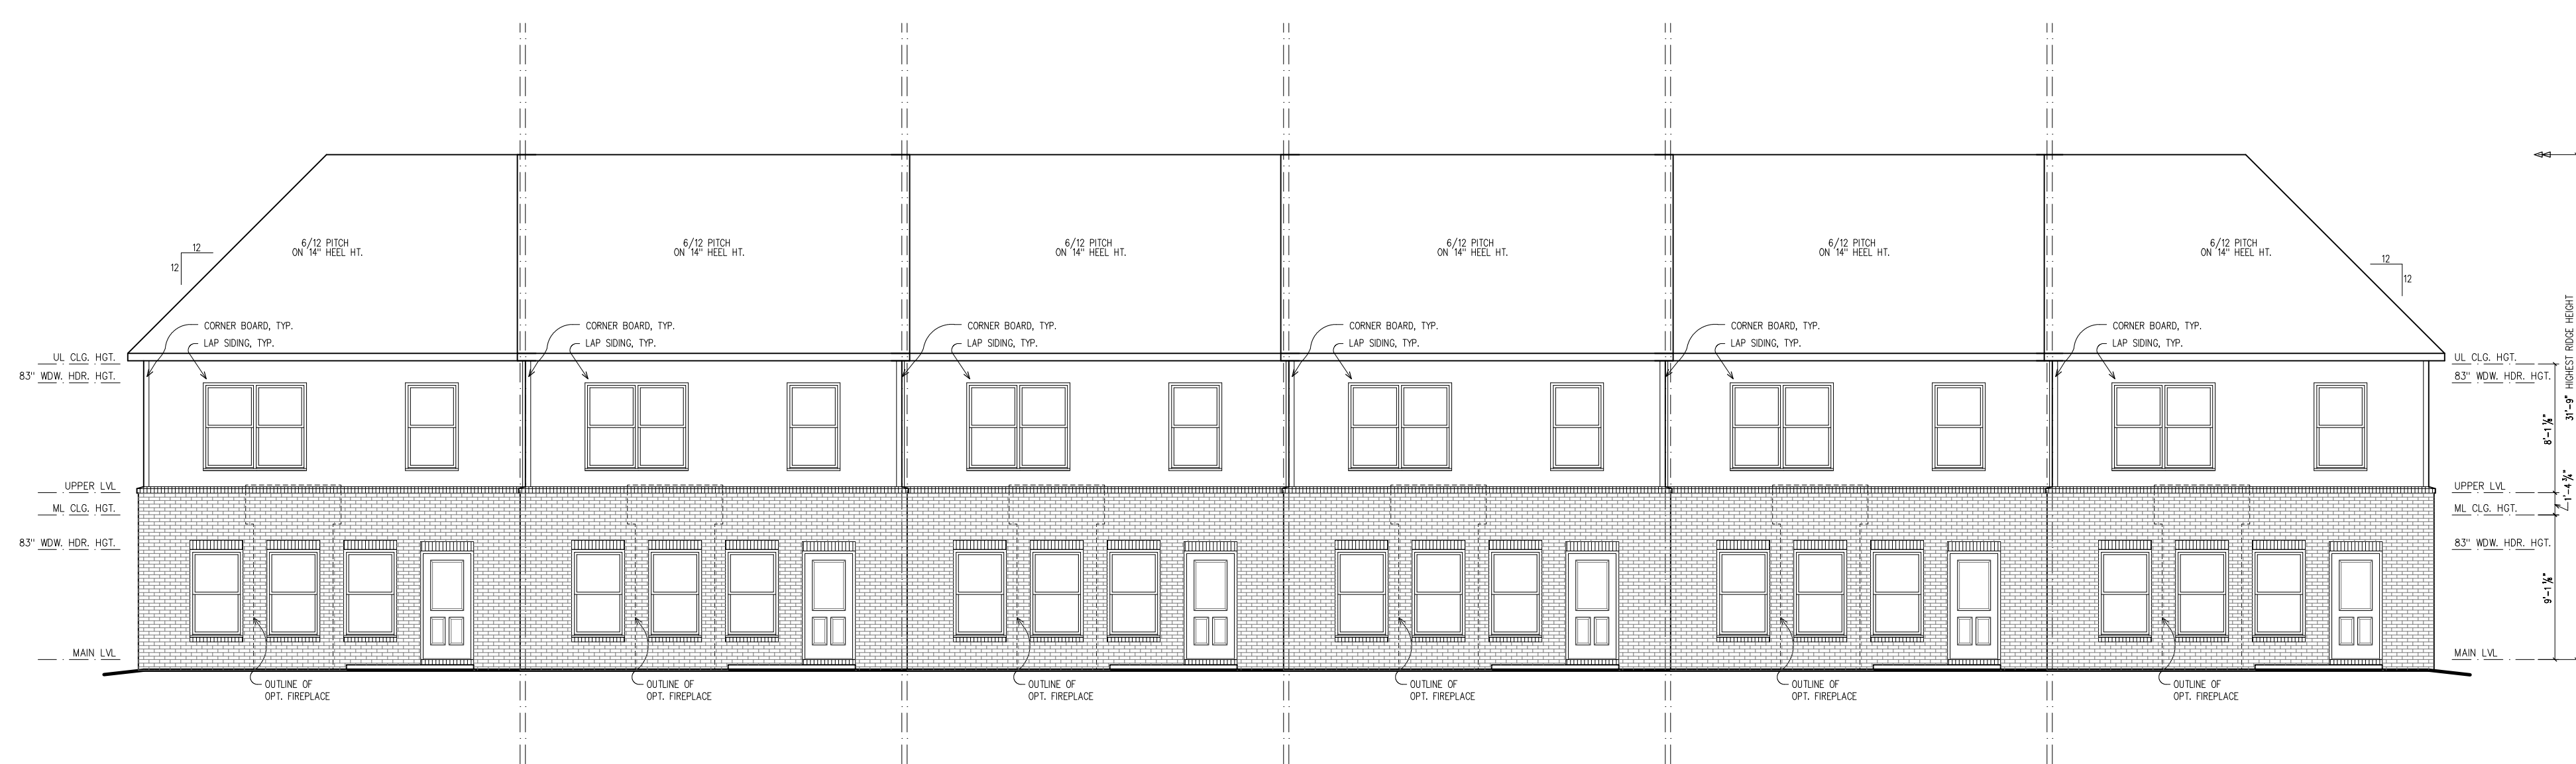 6/12 PITCH
ON 14" HEEL HT.
6/12 PITCH
ON 14" HEEL HT.
6/12 PITCH
ON 14" HEEL HT.
6/12 PITCH
ON 14" HEEL HT.
6/12 PITCH
ON 14" HEEL HT.
6/12 PITCH
ON 14" HEEL HT.
12
12
12
12
CORNER BOARD, TYP.
LAP SIDING, TYP.
CORNER BOARD, TYP.
LAP SIDING, TYP.
CORNER BOARD, TYP.
LAP SIDING, TYP.
CORNER BOARD, TYP.
LAP SIDING, TYP.
CORNER BOARD, TYP.
LAP SIDING, TYP.
CORNER BOARD, TYP.
LAP SIDING, TYP.
UL CLG. HGT.
83" WDW. HDR. HGT.
UPPER LVL
ML CLG. HGT.
83" WDW. HDR. HGT.
MAIN LVL
UL CLG. HGT.
83" WDW. HDR. HGT.
UPPER LVL
ML CLG. HGT.
83" WDW. HDR. HGT.
MAIN LVL
8'-1 1/8"
1'-4 3/4"
9'-1 1/8"
31'-9" HIGHEST RIDGE HEIGHT
OUTLINE OF
OPT. FIREPLACE
OUTLINE OF
OPT. FIREPLACE
OUTLINE OF
OPT. FIREPLACE
OUTLINE OF
OPT. FIREPLACE
OUTLINE OF
OPT. FIREPLACE
OUTLINE OF
OPT. FIREPLACE